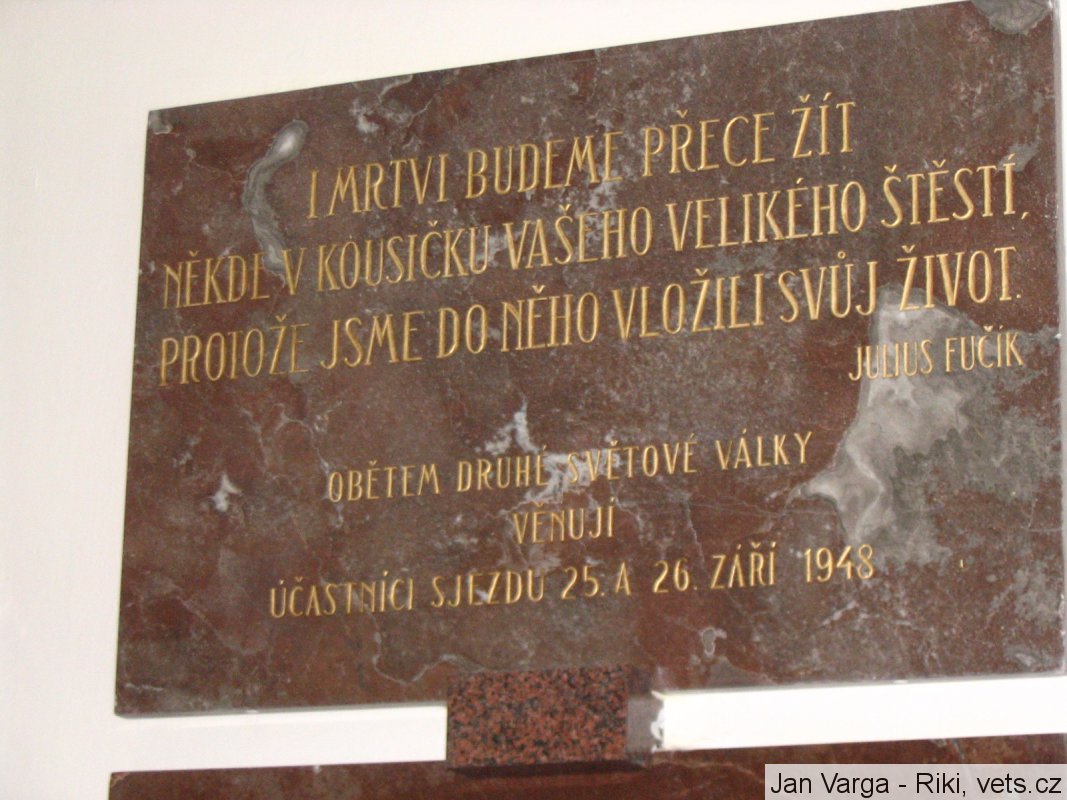 I MRTVI BUDEME PŘECE ŽÍT
NĚKDE V KOUSIČKU VAŠEHO VELIKÉHO ŠTĚSTÍ,
PROTOŽE JSME DO NĚHO VLOŽILI SVŮJ ŽIVOT.
JULIUS FUČÍK
OBĚTEM DRUHÉ SVĚTOVÉ VÁLKY
VĚNUJÍ
ÚČASTNÍCI SJEZDU 25. A 26. ZÁŘÍ 1948
Jan Varga - Riki, vets.cz